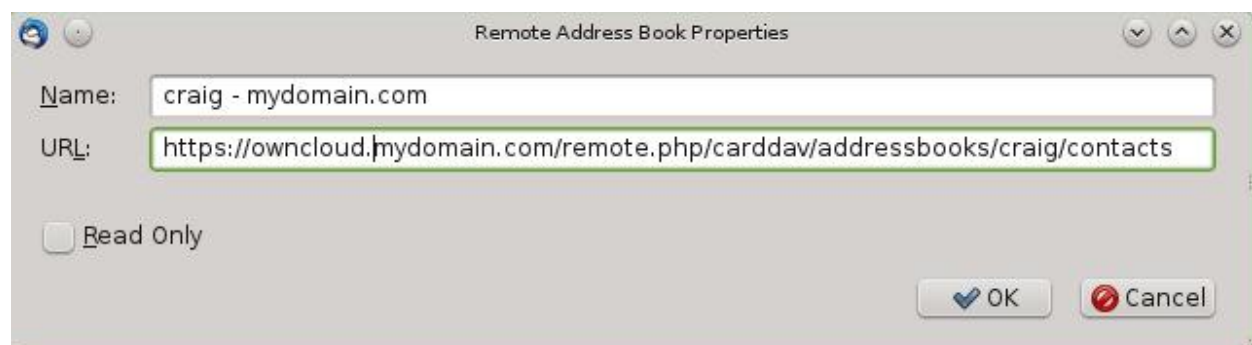 Remote Address Book Properties
Name: craig - mydomain.com
URL: https://owncloud.mydomain.com/remote.php/carddav/addressbooks/craig/contacts
Read Only
OK Cancel